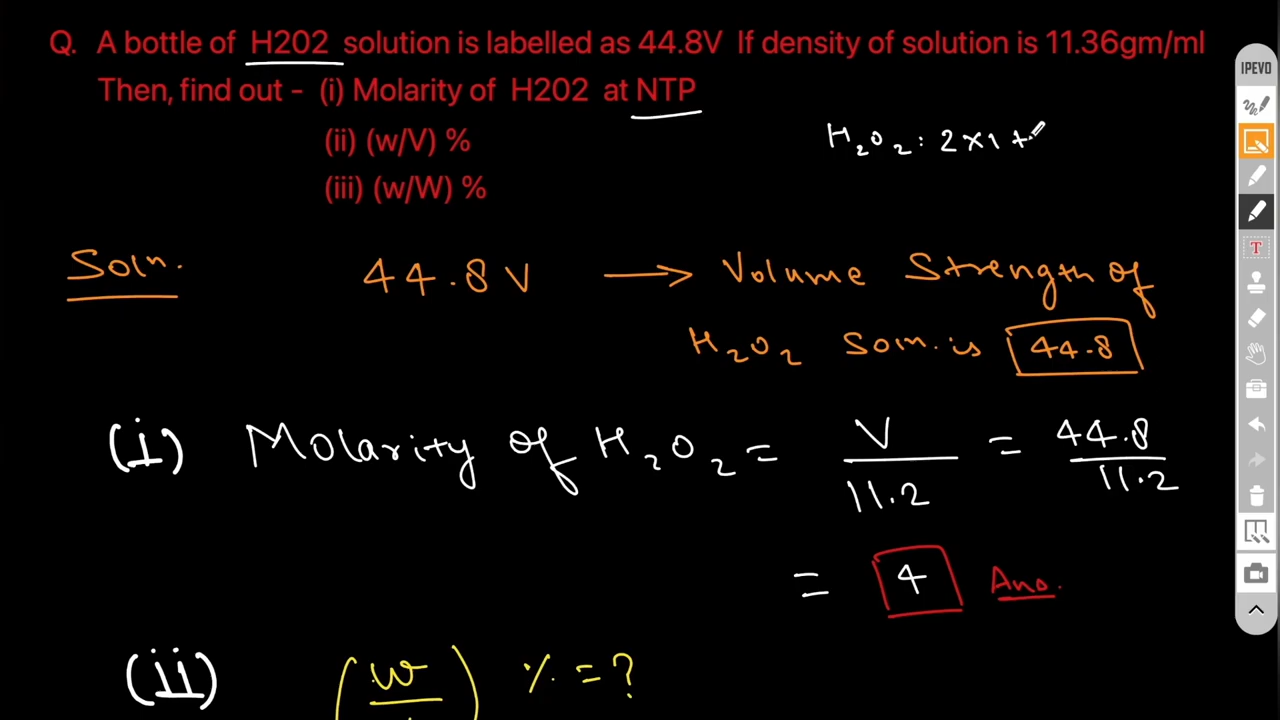 Q. A bottle of H202 solution is labelled as 44.8V If density of solution is 11.36gm/ml
Then, find out - (i) Molarity of H202 at NTP
(ii) (w/V) %
(iii) (w/W) %
H₂O₂: 2×1+
Soln. 44.8 V → Volume Strength of
H₂O₂ Soln. is 44.8
(i) Molarity of H₂O₂ = V/11.2 = 44.8/11.2
= 4 Ans.
(ii) (w/ ) % = ?
IPEVO
T